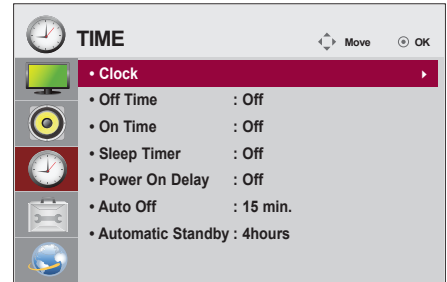 TIME
Move OK
• Clock
• Off Time : Off
• On Time : Off
• Sleep Timer : Off
• Power On Delay : Off
• Auto Off : 15 min.
• Automatic Standby : 4hours